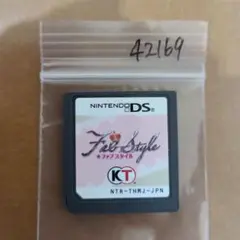 42169
NINTENDO DS
Fab Style
ファブスタイル
KT
NTR-THMJ-JPN